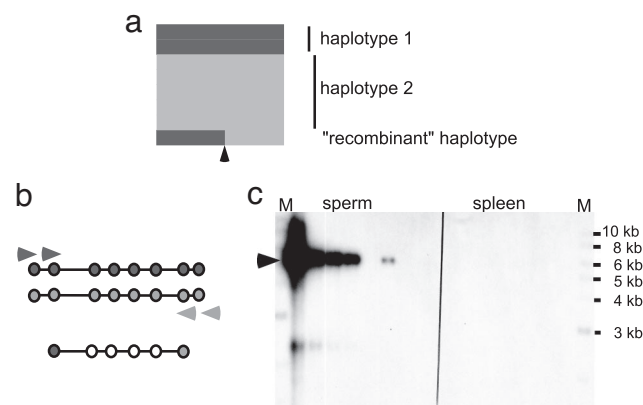 a
haplotype 1
haplotype 2
"recombinant" haplotype
b
c
M sperm spleen M
10 kb
8 kb
6 kb
5 kb
4 kb
3 kb